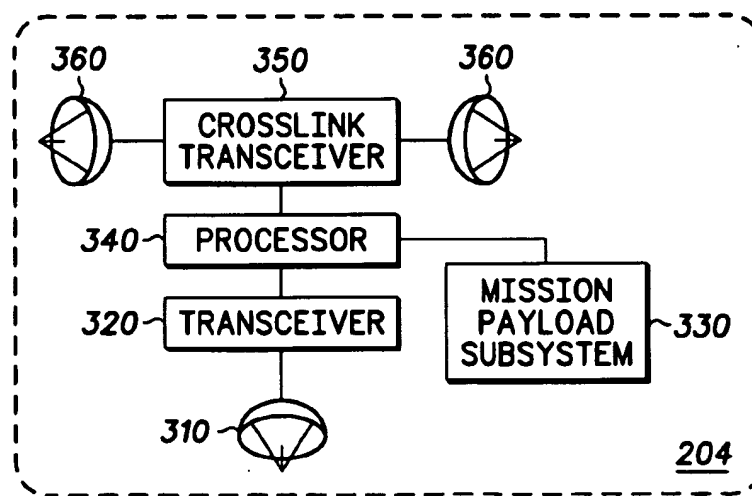 360
350
360
CROSSLINK
TRANSCEIVER
340
PROCESSOR
320
TRANSCEIVER
MISSION
PAYLOAD
SUBSYSTEM
330
310
204